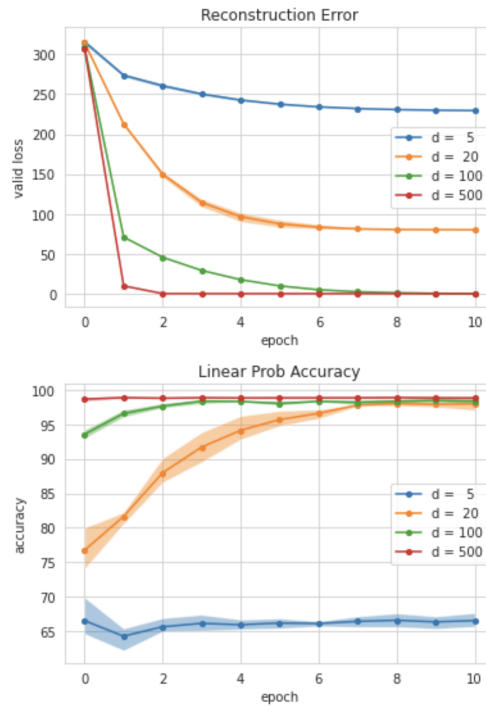 Reconstruction Error
300
250
200
150
100
50
0
valid loss
d = 5
d = 20
d = 100
d = 500
0 2 4 6 8 10
epoch
Linear Prob Accuracy
100
95
90
85
80
75
70
65
accuracy
d = 5
d = 20
d = 100
d = 500
0 2 4 6 8 10
epoch